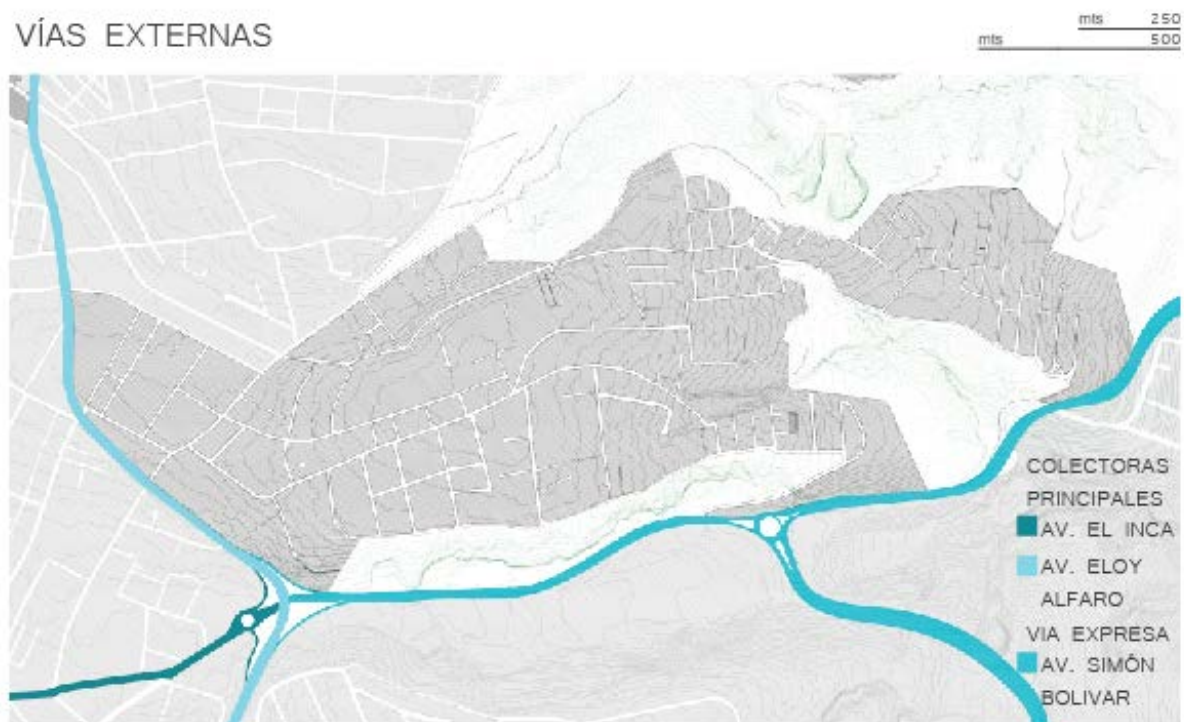 VÍAS EXTERNAS
mts 250
mts 500
COLECTORAS
PRINCIPALES
AV. EL INCA
AV. ELOY
ALFARO
VIA EXPRESA
AV. SIMÓN
BOLIVAR